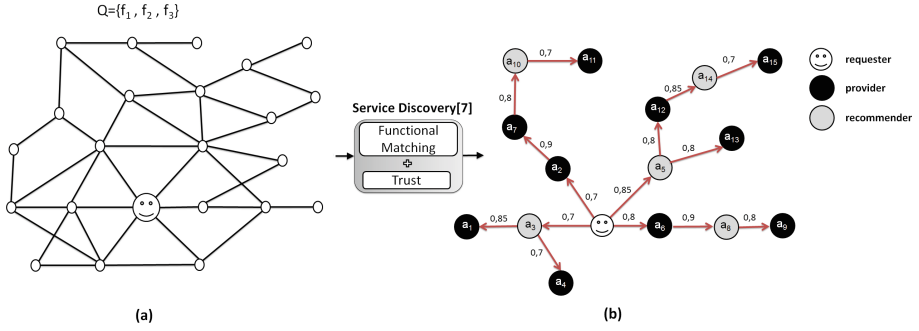 Q={f1 , f2 , f3}
Service Discovery[7]
Functional
Matching
+
Trust
a10
0,7
a11
0,8
a7
0,9
a2
0,7
a14
0,7
a15
0,85
a12
0,8
a13
0,8
a5
0,85
a1
0,85
a3
0,7
0,8
a6
0,9
a8
0,8
a9
0,7
a4
requester
provider
recommender
(a)
(b)